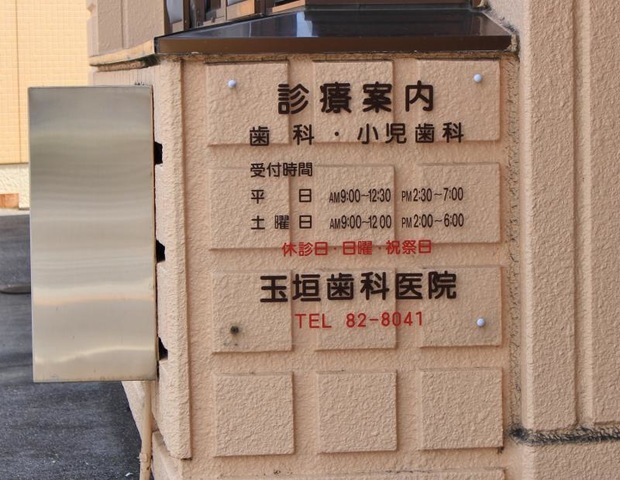 診療案内
歯科・小児歯科
受付時間
平日 AM9:00~12:30 PM2:30~7:00
土曜日 AM9:00~12:00 PM2:00~6:00
休診日・日曜・祝祭日
玉垣歯科医院
TEL 82-8041